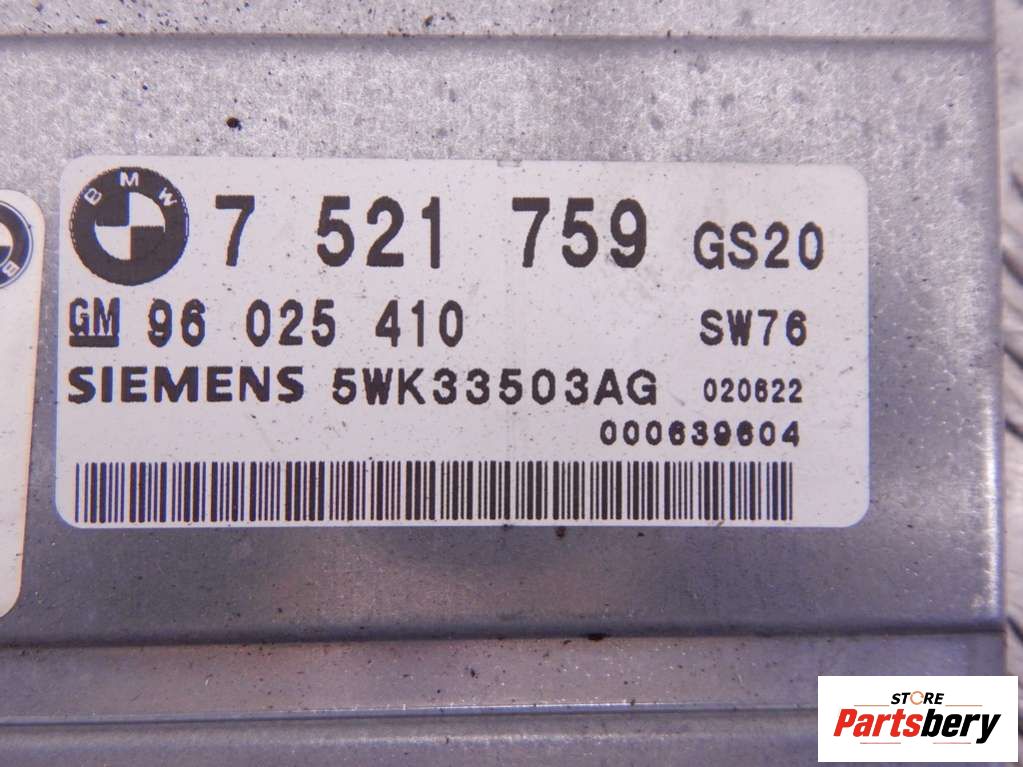 BMW 7 521 759 GS20
GM 96 025 410 SW76
SIEMENS 5WK33503AG 020622
000639604
B
STORE
Partsbery